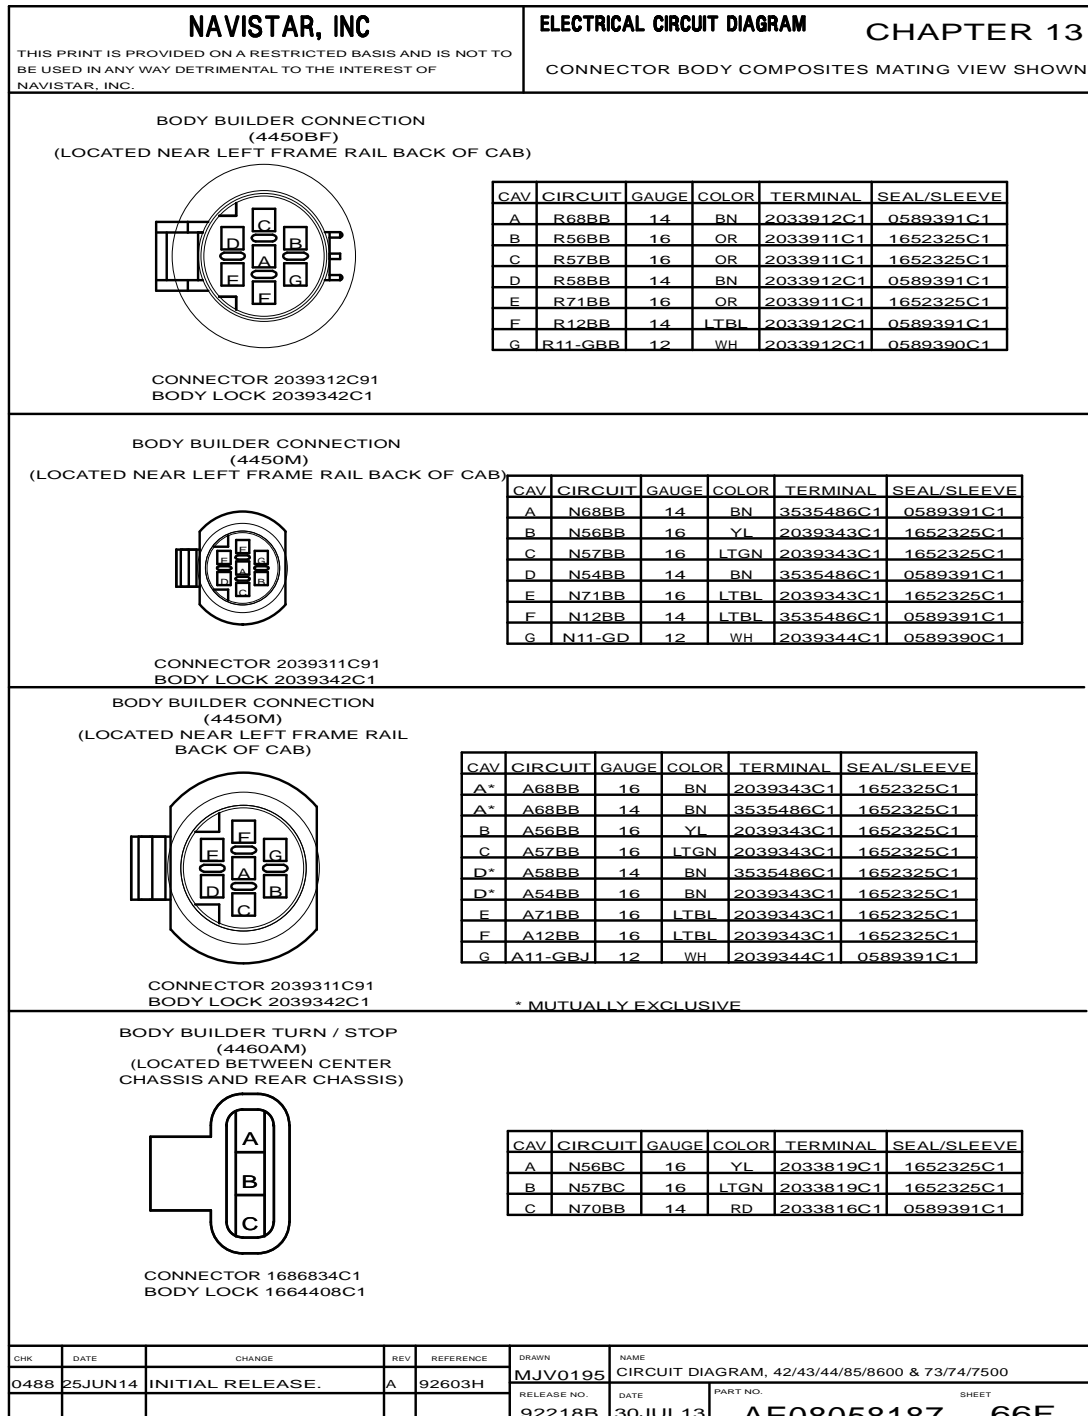 NAVISTAR, INC
THIS PRINT IS PROVIDED ON A RESTRICTED BASIS AND IS NOT TO
BE USED IN ANY WAY DETRIMENTAL TO THE INTEREST OF
NAVISTAR, INC.
ELECTRICAL CIRCUIT DIAGRAM CHAPTER 13
CONNECTOR BODY COMPOSITES MATING VIEW SHOWN
BODY BUILDER CONNECTION
(4450BF)
(LOCATED NEAR LEFT FRAME RAIL BACK OF CAB)
C
D B
A
E G
F
CONNECTOR 2039312C91
BODY LOCK 2039342C1
CAV CIRCUIT GAUGE COLOR TERMINAL SEAL/SLEEVE
A R68BB 14 BN 2033912C1 0589391C1
B R56BB 16 OR 2033911C1 1652325C1
C R57BB 16 OR 2033911C1 1652325C1
D R58BB 14 BN 2033912C1 0589391C1
E R71BB 16 OR 2033911C1 1652325C1
F R12BB 14 LTBL 2033912C1 0589391C1
G R11-GBB 12 WH 2033912C1 0589390C1
BODY BUILDER CONNECTION
(4450M)
(LOCATED NEAR LEFT FRAME RAIL BACK OF CAB)
F
E G
A
D B
C
CONNECTOR 2039311C91
BODY LOCK 2039342C1
CAV CIRCUIT GAUGE COLOR TERMINAL SEAL/SLEEVE
A N68BB 14 BN 3535486C1 0589391C1
B N56BB 16 YL 2039343C1 1652325C1
C N57BB 16 LTGN 2039343C1 1652325C1
D N54BB 14 BN 3535486C1 0589391C1
E N71BB 16 LTBL 2039343C1 1652325C1
F N12BB 14 LTBL 3535486C1 0589391C1
G N11-GD 12 WH 2039344C1 0589390C1
BODY BUILDER CONNECTION
(4450M)
(LOCATED NEAR LEFT FRAME RAIL
BACK OF CAB)
F
E G
A
D B
C
CONNECTOR 2039311C91
BODY LOCK 2039342C1
CAV CIRCUIT GAUGE COLOR TERMINAL SEAL/SLEEVE
A* A68BB 16 BN 2039343C1 1652325C1
A* A68BB 14 BN 3535486C1 1652325C1
B A56BB 16 YL 2039343C1 1652325C1
C A57BB 16 LTGN 2039343C1 1652325C1
D* A58BB 14 BN 3535486C1 1652325C1
D* A54BB 16 BN 2039343C1 1652325C1
E A71BB 16 LTBL 2039343C1 1652325C1
F A12BB 16 LTBL 2039343C1 1652325C1
G A11-GBJ 12 WH 2039344C1 0589391C1
* MUTUALLY EXCLUSIVE
BODY BUILDER TURN / STOP
(4460AM)
(LOCATED BETWEEN CENTER
CHASSIS AND REAR CHASSIS)
A
B
C
CONNECTOR 1686834C1
BODY LOCK 1664408C1
CAV CIRCUIT GAUGE COLOR TERMINAL SEAL/SLEEVE
A N56BC 16 YL 2033819C1 1652325C1
B N57BC 16 LTGN 2033819C1 1652325C1
C N70BB 14 RD 2033816C1 0589391C1
CHK DATE CHANGE REV REFERENCE
0488 25JUN14 INITIAL RELEASE. A 92603H
DRAWN NAME
MJV0195 CIRCUIT DIAGRAM, 42/43/44/85/8600 & 73/74/7500
RELEASE NO. DATE PART NO. SHEET
92218B 30JUL13 AE08058187 66E